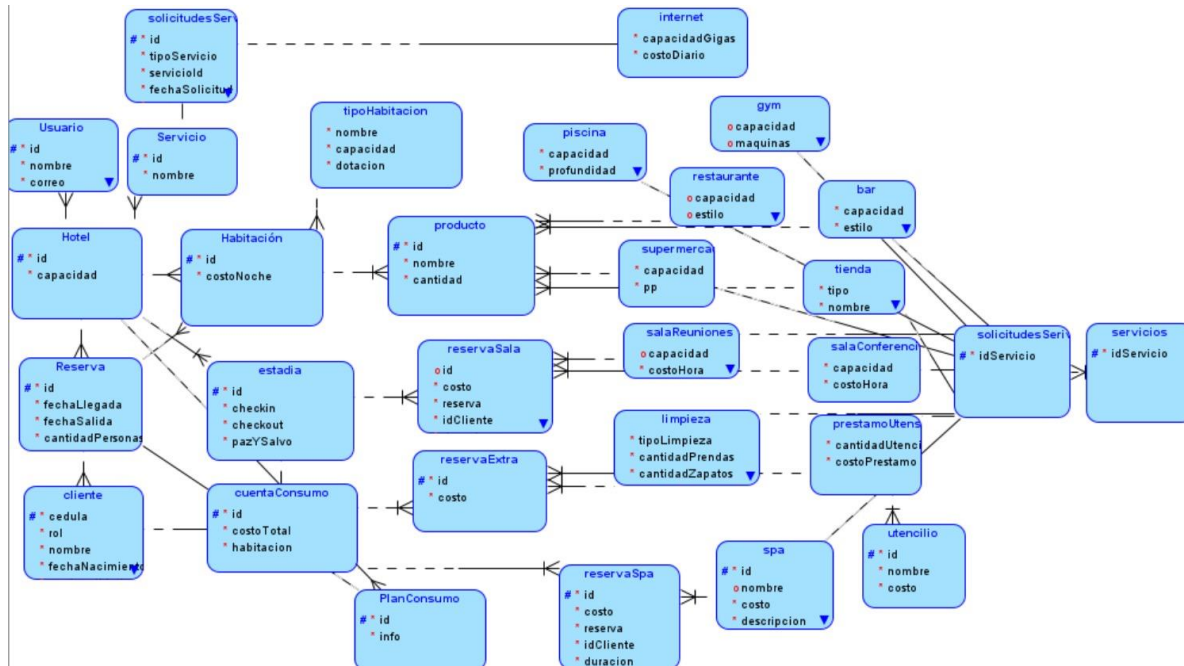 solicitudesServ
# * id
* tipoServicio
* servicioId
* fechaSolicitud
internet
* capacidadGigas
* costoDiario
Usuario
# * id
* nombre
* correo
Servicio
# * id
* nombre
tipoHabitacion
* nombre
* capacidad
* dotacion
piscina
* capacidad
* profundidad
gym
o capacidad
o maquinas
restaurante
o capacidad
o estilo
bar
* capacidad
* estilo
Hotel
# * id
* capacidad
Habitación
# * id
* costoNoche
producto
# * id
* nombre
* cantidad
supermerca
* capacidad
* pp
tienda
* tipo
* nombre
Reserva
# * id
* fechaLlegada
* fechaSalida
* cantidadPersonas
estadia
# * id
* checkin
* checkout
* pazYSalvo
reservaSala
o id
* costo
* reserva
* idCliente
salaReuniones
o capacidad
* costoHora
salaConferenci
* capacidad
* costoHora
solicitudesSeriv
# * idServicio
servicios
# * idServicio
cliente
# * cedula
* rol
* nombre
* fechaNacimiento
cuentaConsumo
# * id
* costoTotal
* habitacion
reservaExtra
# * id
* costo
limpieza
* tipoLimpieza
* cantidadPrendas
* cantidadZapatos
prestamoUtens
* cantidadUtenci
* costoPrestamo
PlanConsumo
# * id
* info
reservaSpa
# * id
* costo
* reserva
* idCliente
* duracion
spa
# * id
o nombre
* costo
* descripcion
utencilio
# * id
* nombre
* costo